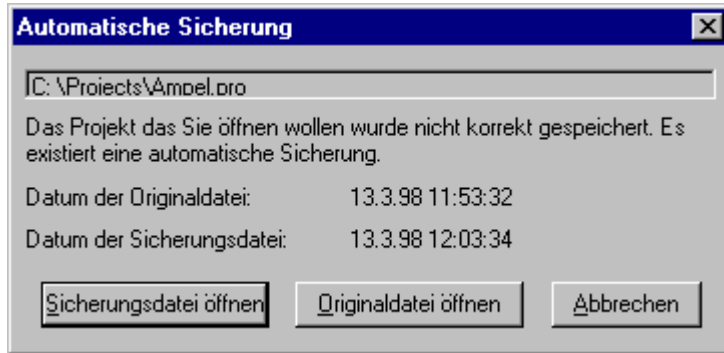 Automatische Sicherung
C: \Projects\Ampel.pro
Das Projekt das Sie öffnen wollen wurde nicht korrekt gespeichert. Es
existiert eine automatische Sicherung.
Datum der Originaldatei: 13.3.98 11:53:32
Datum der Sicherungsdatei: 13.3.98 12:03:34
Sicherungsdatei öffnen Originaldatei öffnen Abbrechen